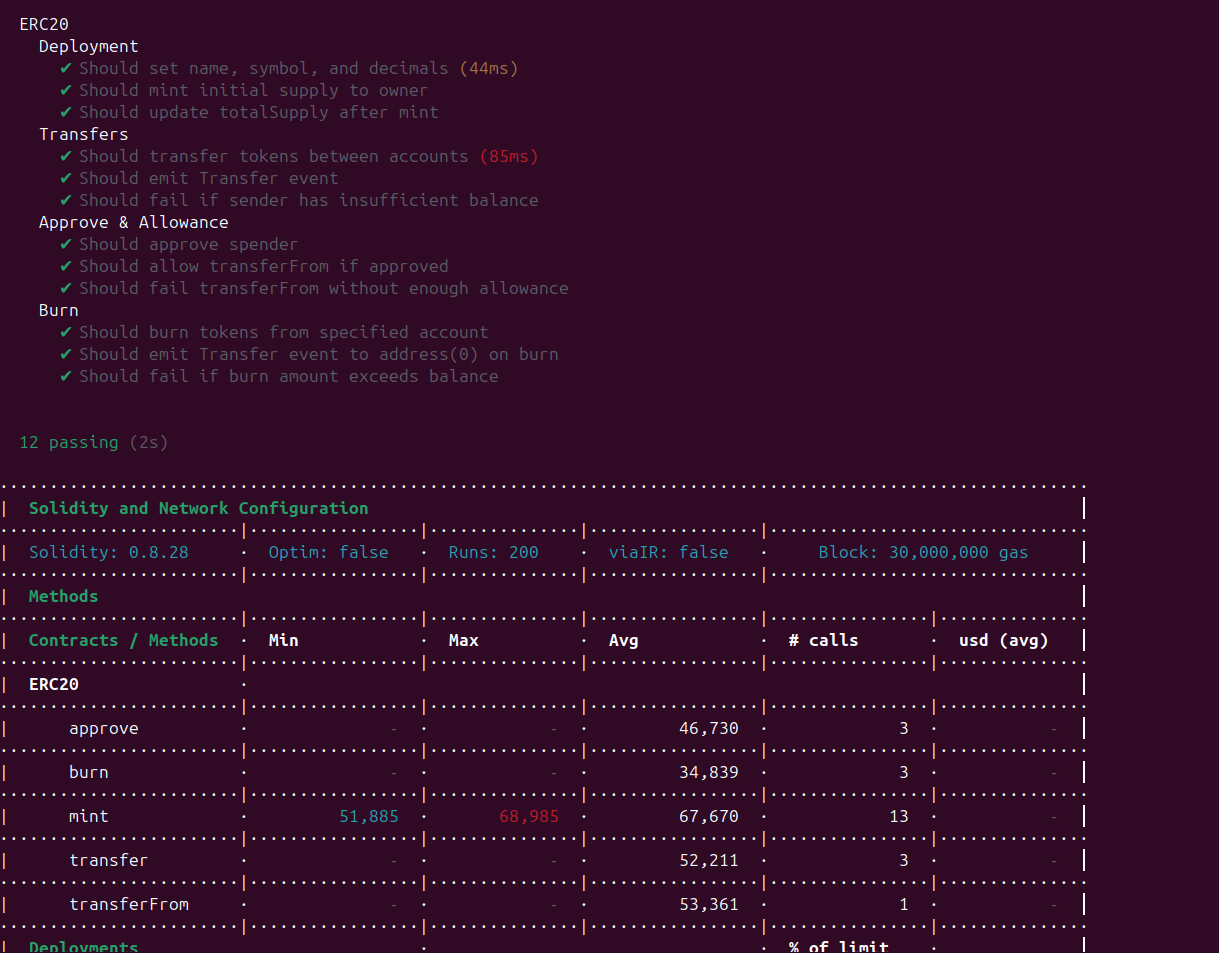 ERC20
Deployment
✔ Should set name, symbol, and decimals (44ms)
✔ Should mint initial supply to owner
✔ Should update totalSupply after mint
Transfers
✔ Should transfer tokens between accounts (85ms)
✔ Should emit Transfer event
✔ Should fail if sender has insufficient balance
Approve & Allowance
✔ Should approve spender
✔ Should allow transferFrom if approved
✔ Should fail transferFrom without enough allowance
Burn
✔ Should burn tokens from specified account
✔ Should emit Transfer event to address(0) on burn
✔ Should fail if burn amount exceeds balance
12 passing (2s)
| Solidity and Network Configuration |
| Solidity: 0.8.28 · Optim: false · Runs: 200 · viaIR: false · Block: 30,000,000 gas |
| Methods |
| Contracts / Methods · Min · Max · Avg · # calls · usd (avg) |
| ERC20 · |
| approve · - · - · 46,730 · 3 · - |
| burn · - · - · 34,839 · 3 · - |
| mint · 51,885 · 68,985 · 67,670 · 13 · - |
| transfer · - · - · 52,211 · 3 · - |
| transferFrom · - · - · 53,361 · 1 · - |
| Deployments · · % of limit · |